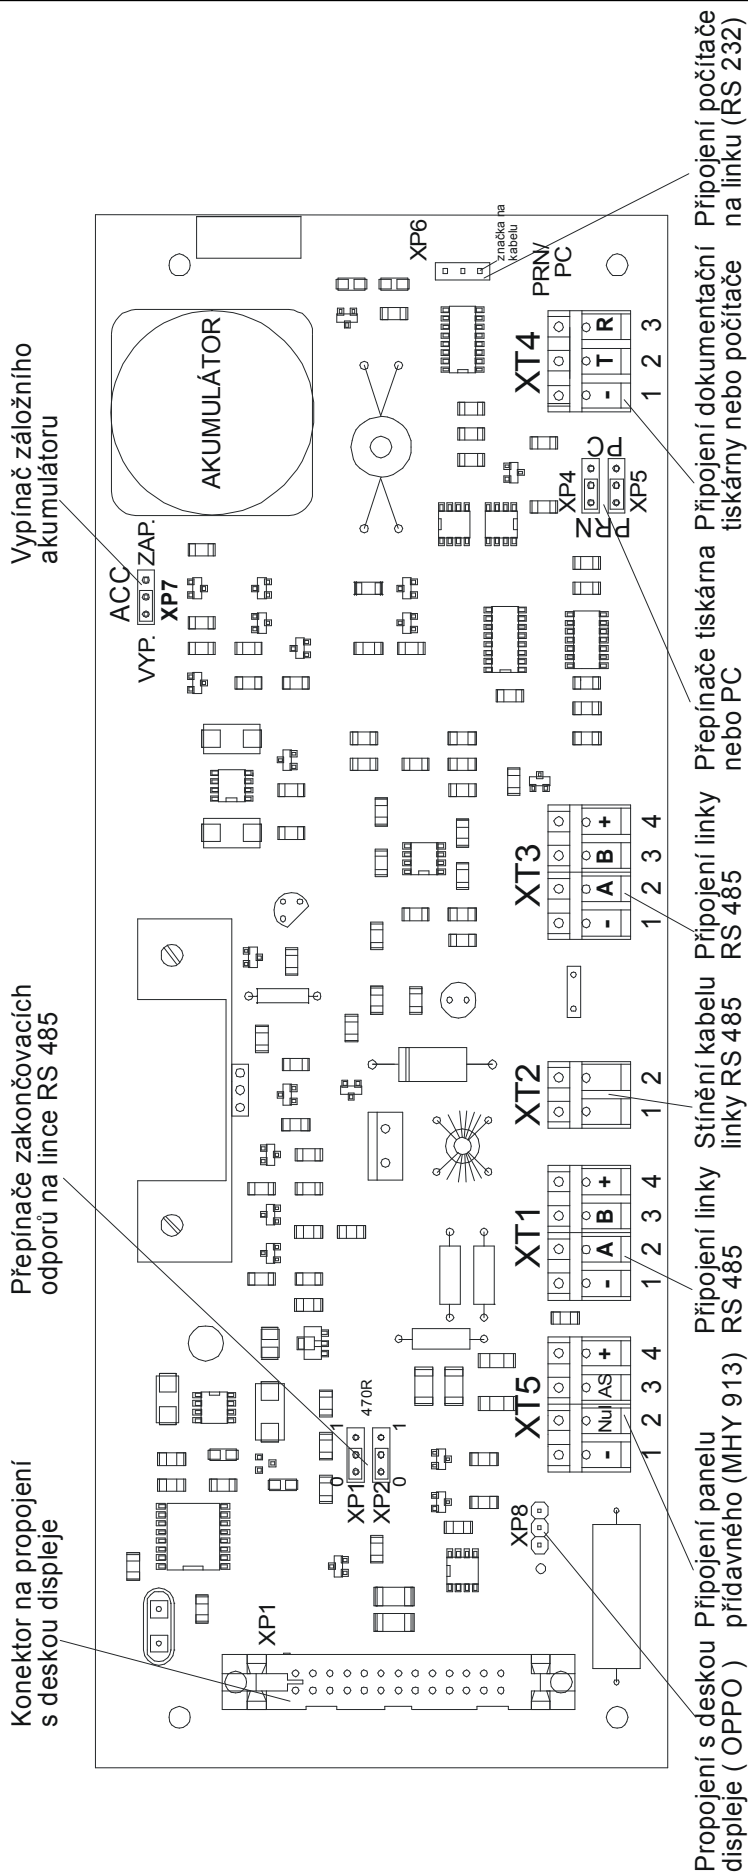 Konektor na propojení
s deskou displeje
Přepínače zakončovacích
odporů na lince RS 485
Vypínač záložního
akumulátoru
ACC
VYP.
ZAP.
XP7
AKUMULÁTOR
XP1
XP1
0
1
470R
XP2
0
1
XP8
XP6
značka na
kabelu
PRN/
PC
XP4
PRN
PC
XP5
XT5
- Nul AS +
1 2 3 4
XT1
- A B +
1 2 3 4
XT2
1 2
XT3
- A B +
1 2 3 4
XT4
- T R
1 2 3
Propojení s deskou
displeje ( OPPO )
Připojení panelu
přídavného (MHY 913)
Připojení linky
RS 485
Stínění kabelu
linky RS 485
Připojení linky
RS 485
Přepínače tiskárna
nebo PC
Připojení dokumentační
tiskárny nebo počítače
Připojení počítače
na linku (RS 232)